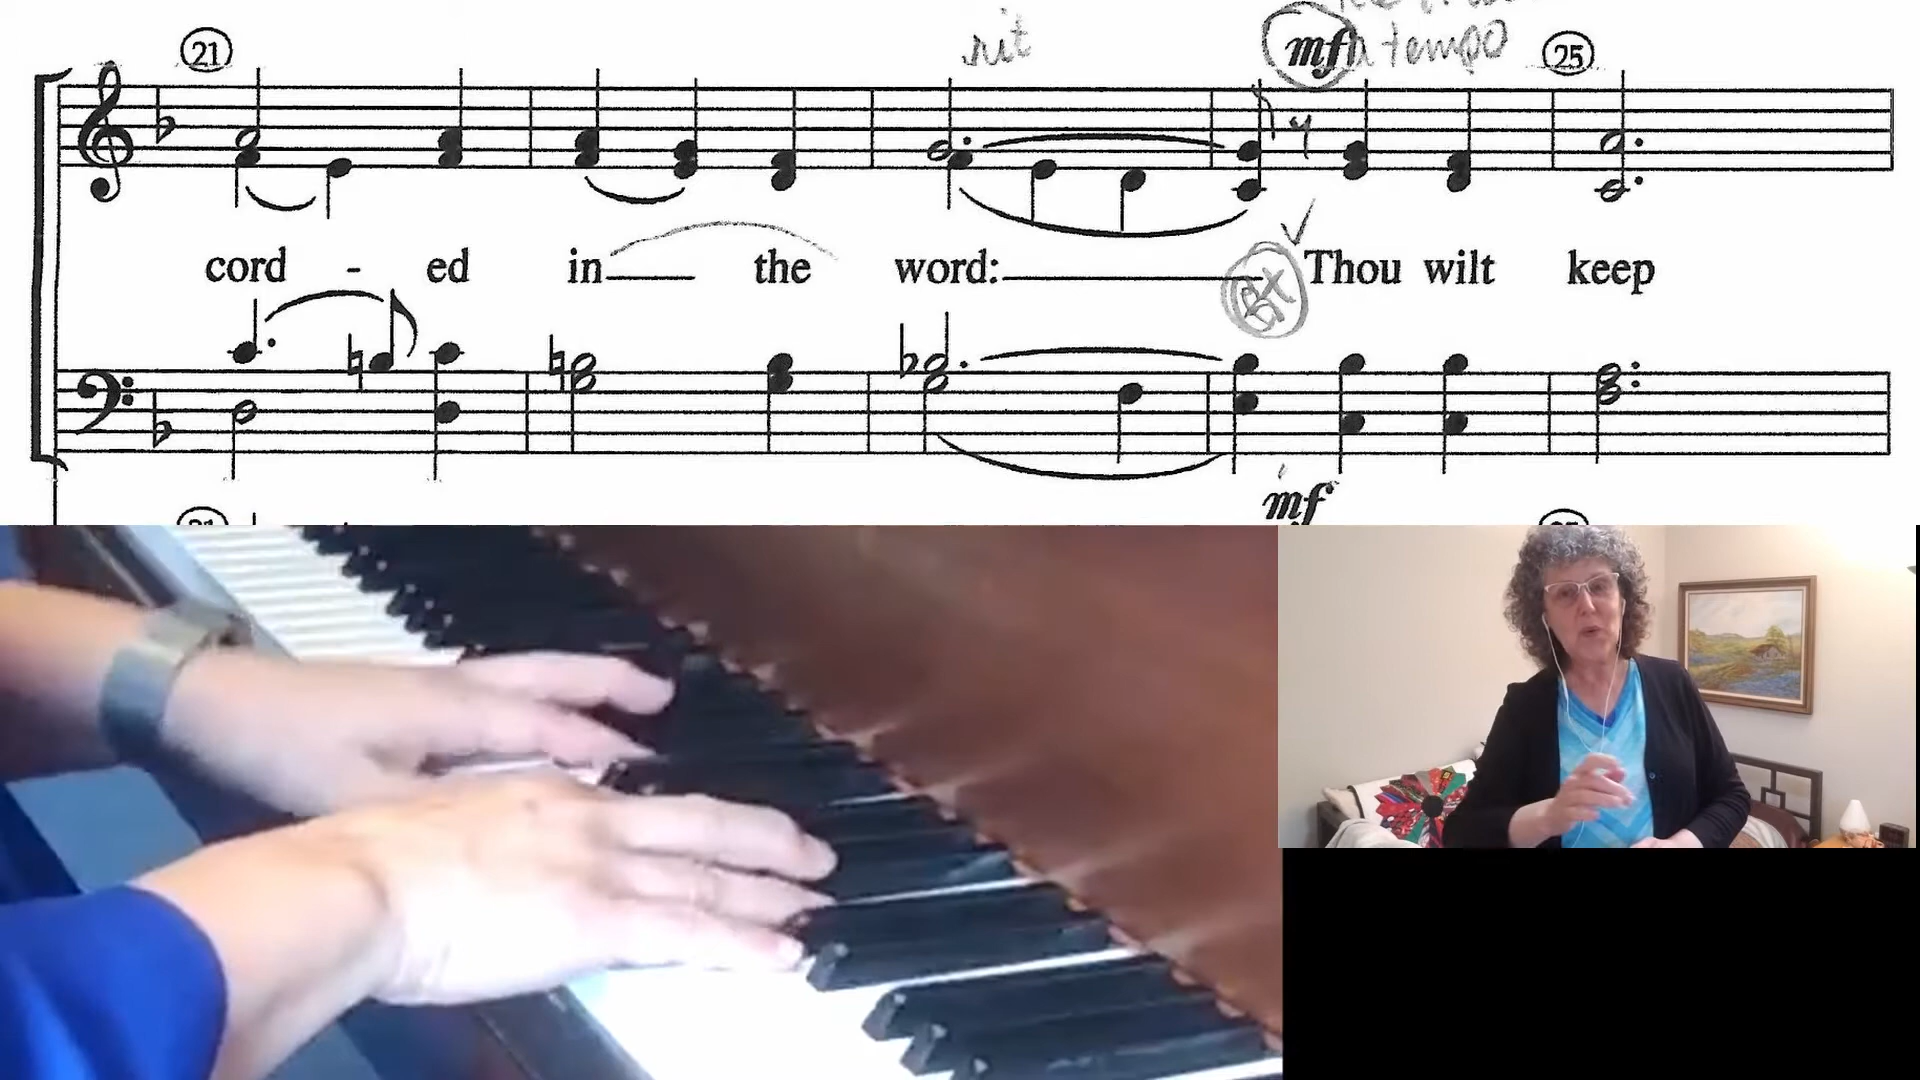 21
rit
mf a tempo
25
cord - ed in the word: Thou wilt keep
mf